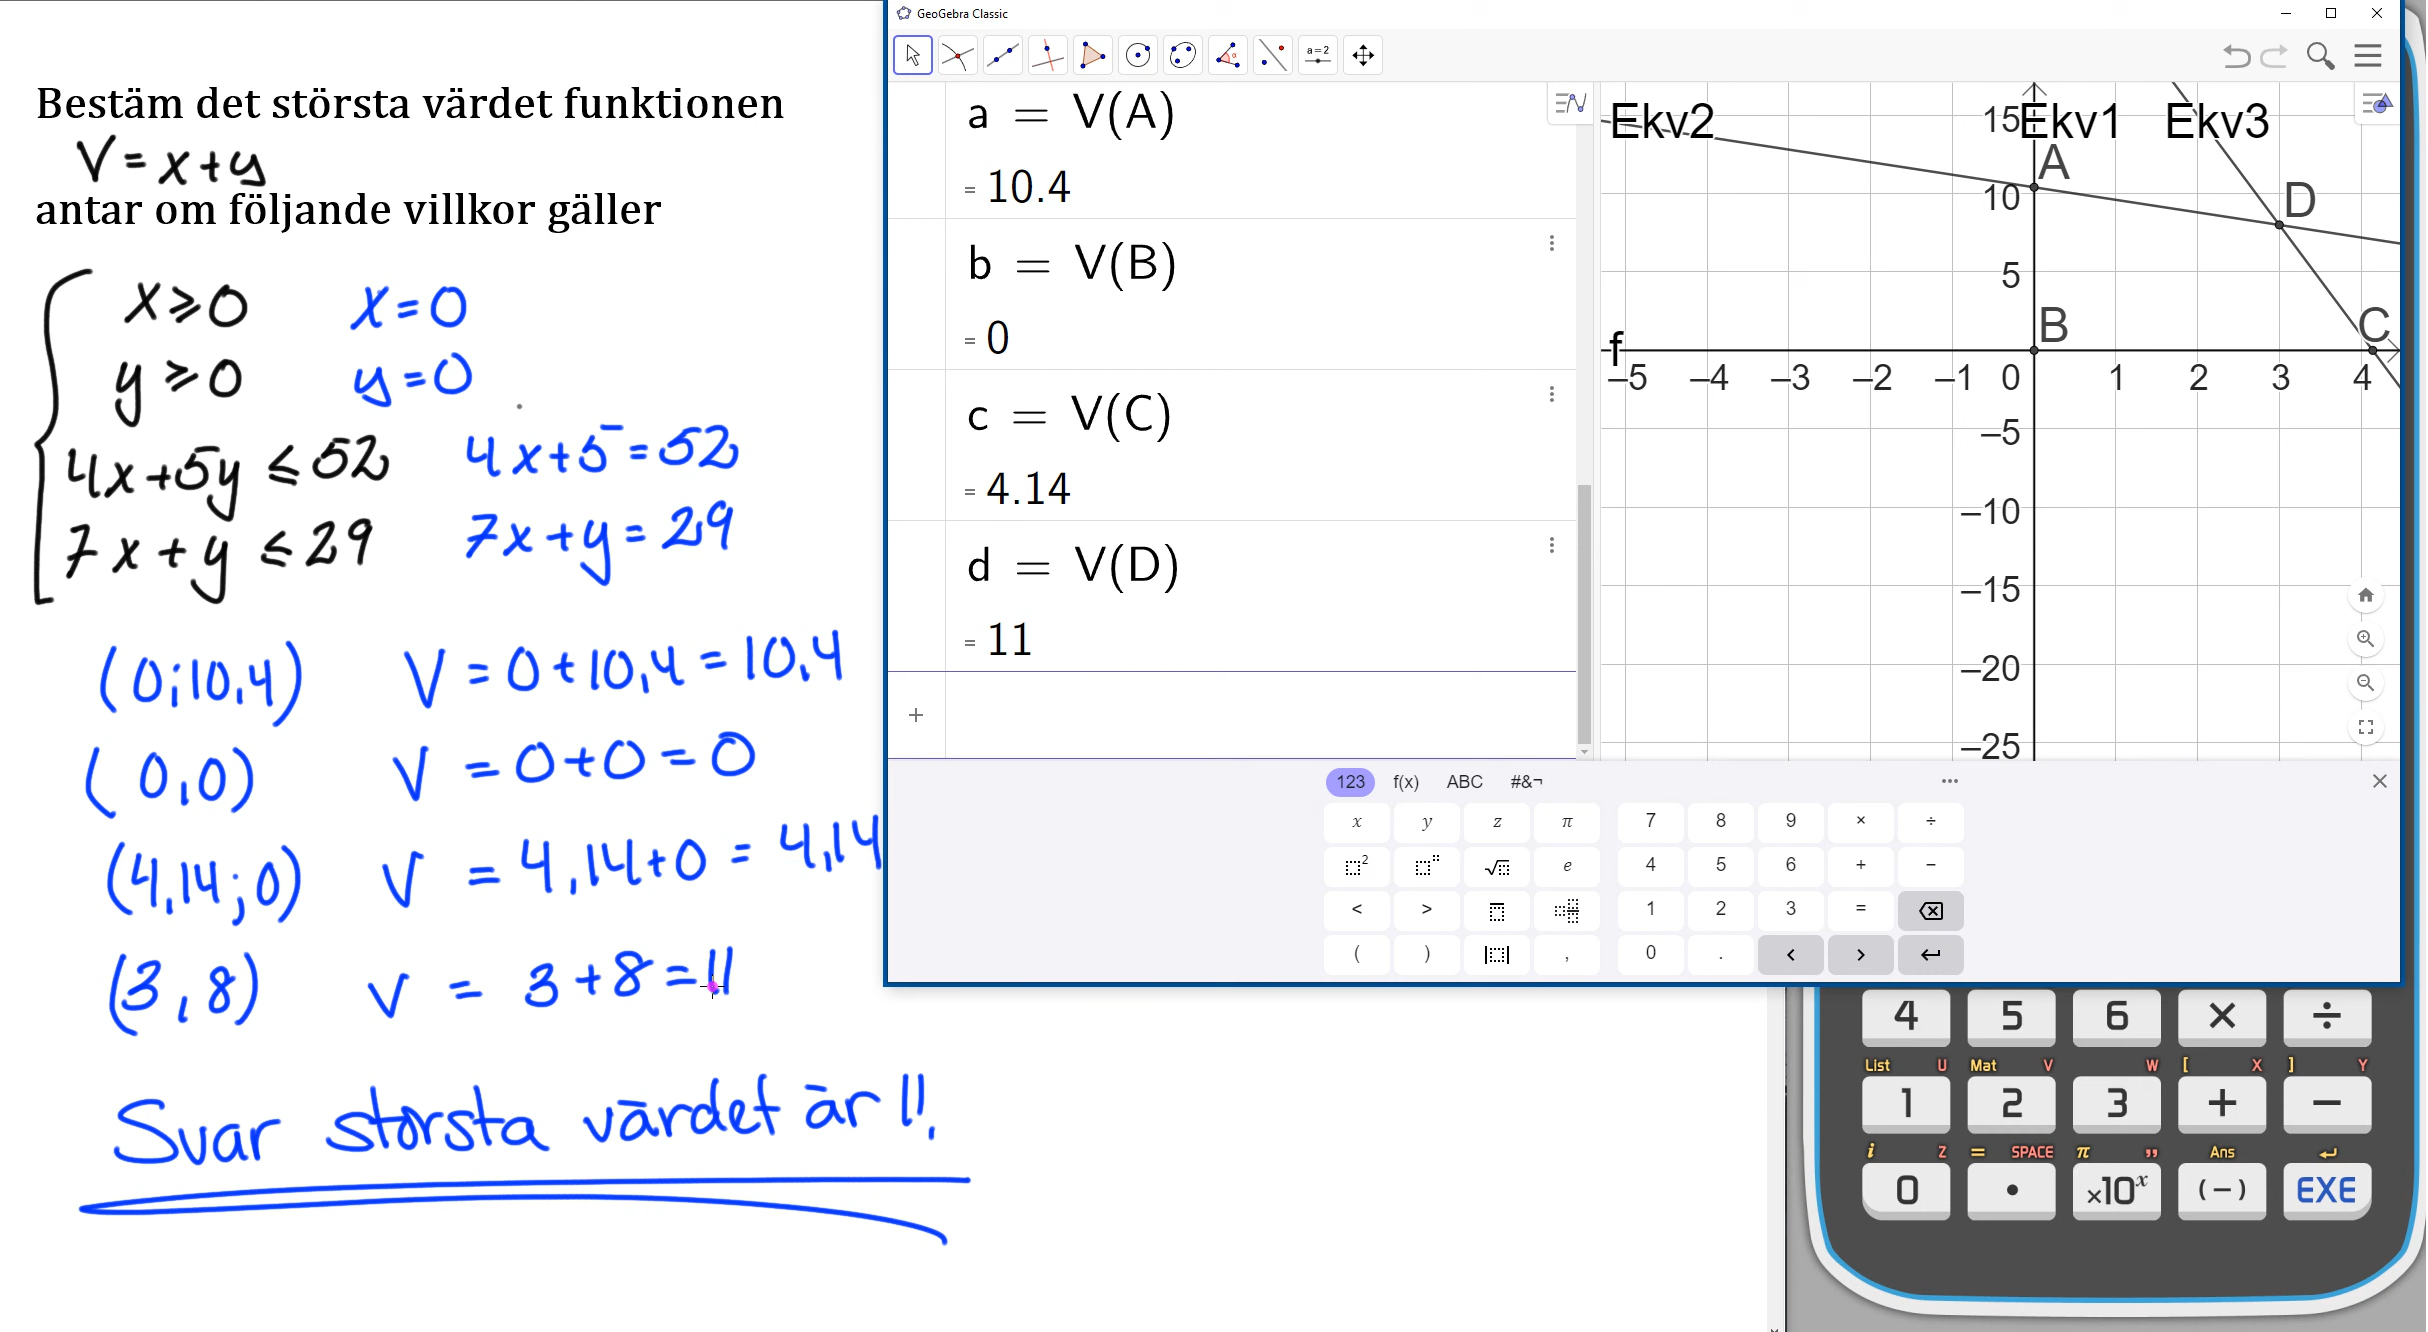 Bestäm det största värdet funktionen
V = x + y
antar om följande villkor gäller
x ⩾ 0 x = 0
y ⩾ 0 y = 0
4x + 5y ≤ 52 4x + 5 = 52
7x + y ≤ 29 7x + y = 29
(0;10,4) V = 0 + 10,4 = 10,4
(0,0) V = 0 + 0 = 0
(4,14;0) V = 4,14 + 0 = 4,14
(3,8) V = 3 + 8 = 11
Svar största värdet är 11.
GeoGebra Classic
a=2
a = V(A)
= 10.4
b = V(B)
= 0
c = V(C)
= 4.14
d = V(D)
= 11
+
Ekv2 15 Ekv1 Ekv3
A
10 D
5
B C
f
–5 –4 –3 –2 –1 0 1 2 3 4
–5
–10
–15
–20
–25
123 f(x) ABC #&¬ ...
x y z π 7 8 9 × ÷
2 √ e 4 5 6 + −
< > 1 2 3 =
( ) | | , 0 . < >
4 5 6 × ÷
List U Mat V W [ X ] Y
1 2 3 + −
i Z = SPACE π ,, Ans
0 • ×10x (−) EXE